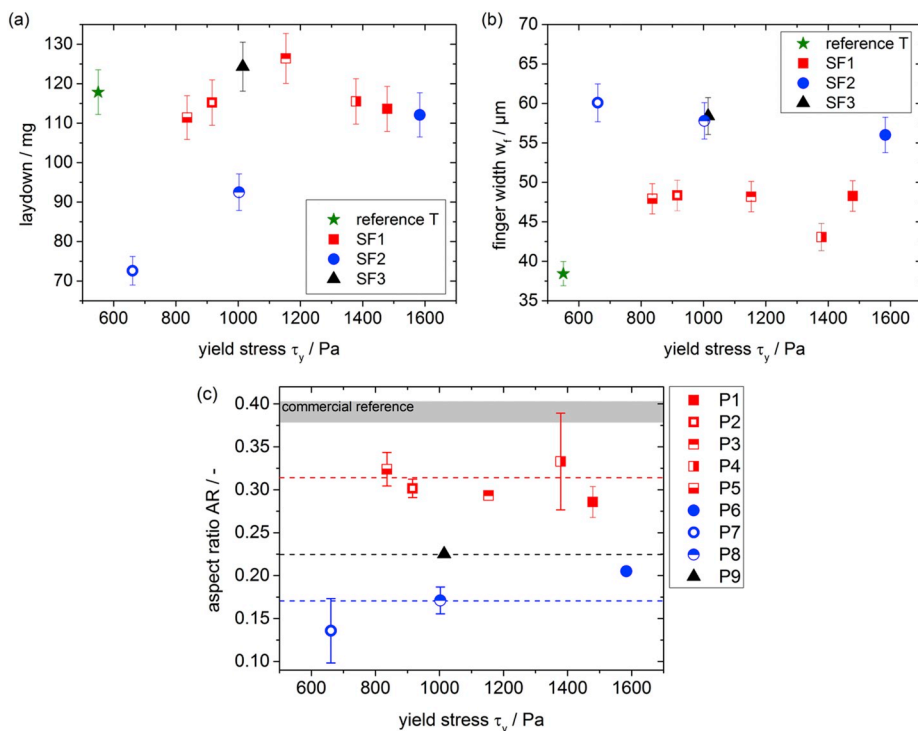 (a)
130
120
110
100
90
80
70
laydown / mg
600 800 1000 1200 1400 1600
yield stress τy / Pa
reference T
SF1
SF2
SF3
(b)
70
65
60
55
50
45
40
35
finger width wf / µm
600 800 1000 1200 1400 1600
yield stress τy / Pa
reference T
SF1
SF2
SF3
(c)
0.40
0.35
0.30
0.25
0.20
0.15
0.10
aspect ratio AR / -
commercial reference
600 800 1000 1200 1400 1600
yield stress τy / Pa
P1
P2
P3
P4
P5
P6
P7
P8
P9